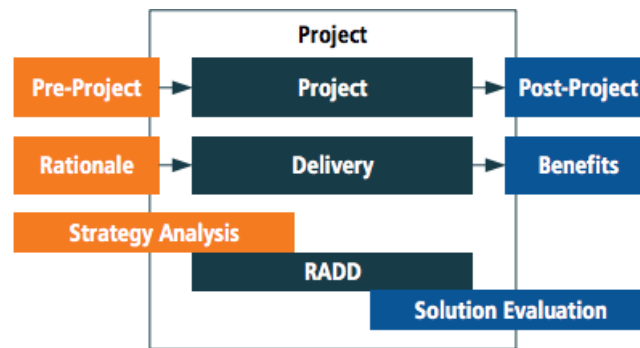 Project
Pre-Project
Project
Post-Project
Rationale
Delivery
Benefits
Strategy Analysis
RADD
Solution Evaluation